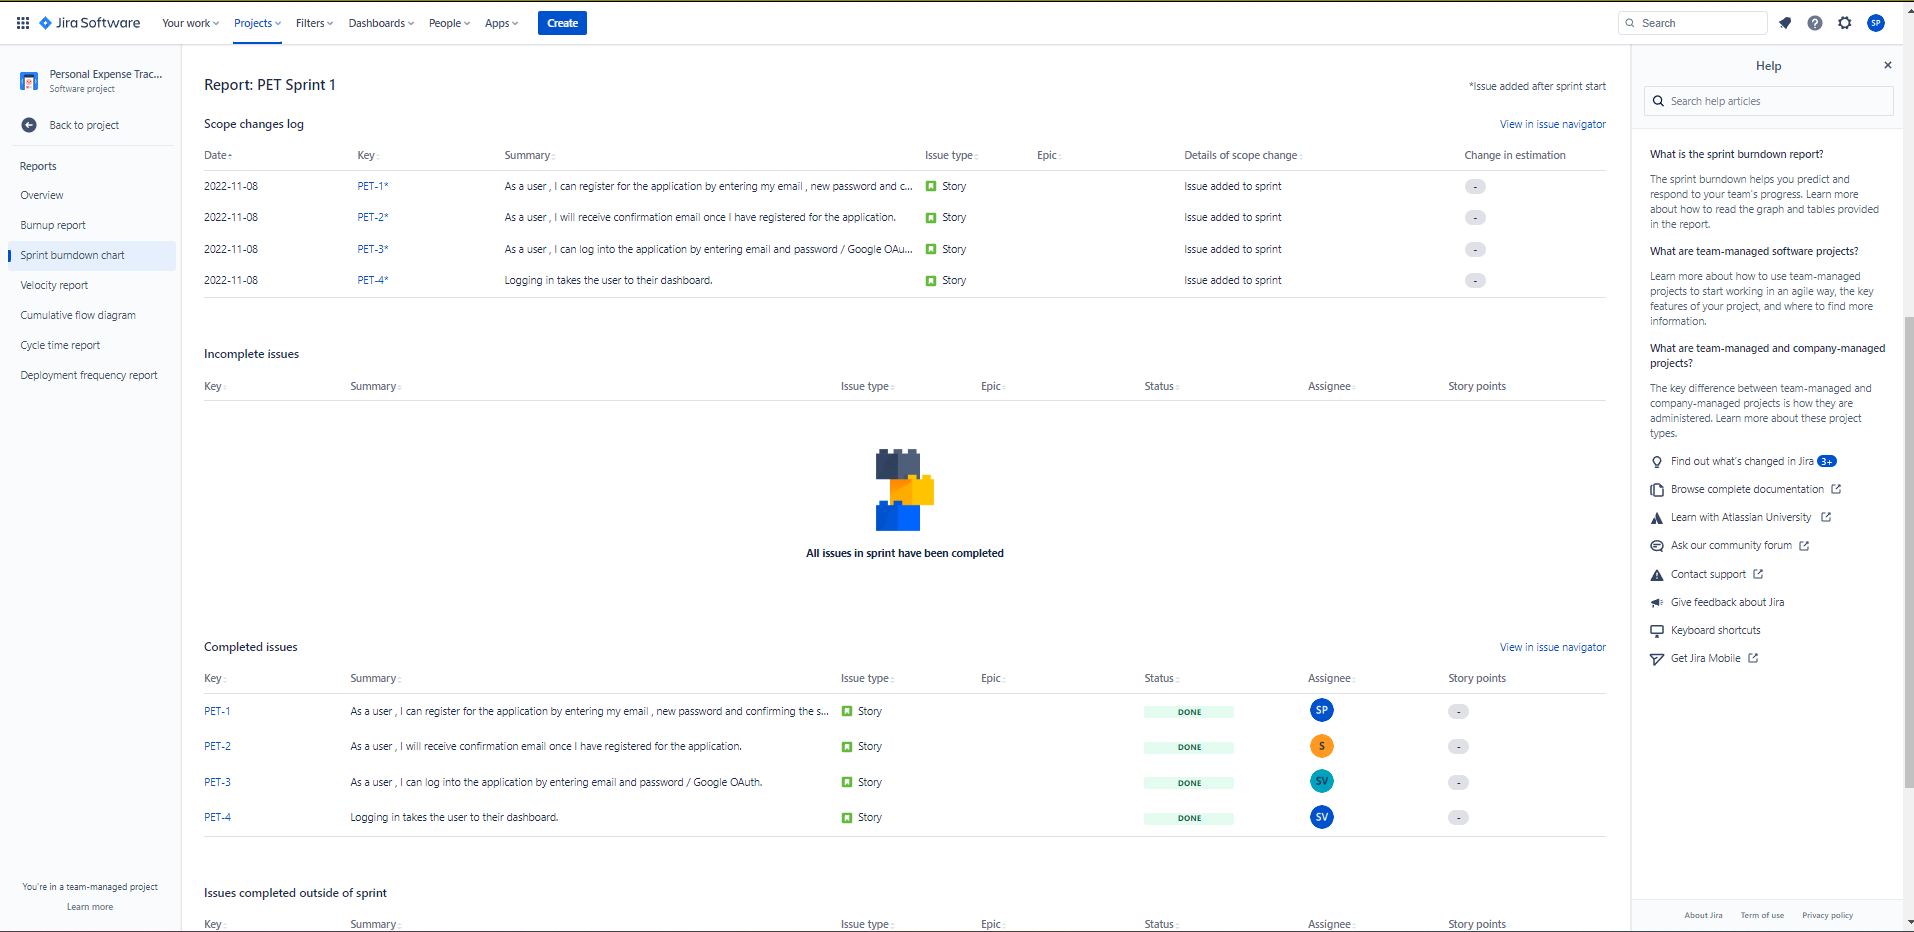 Jira Software
Your work
Projects
Filters
Dashboards
People
Apps
Create
Search
SP
Personal Expense Trac...
Software project
Back to project
Reports
Overview
Burnup report
Sprint burndown chart
Velocity report
Cumulative flow diagram
Cycle time report
Deployment frequency report
You're in a team-managed project
Learn more
Report: PET Sprint 1
*Issue added after sprint start
Scope changes log
View in issue navigator
Date Key Summary Issue type Epic Details of scope change Change in estimation
2022-11-08 PET-1* As a user , I can register for the application by entering my email , new password and c... Story Issue added to sprint -
2022-11-08 PET-2* As a user , I will receive confirmation email once I have registered for the application. Story Issue added to sprint -
2022-11-08 PET-3* As a user , I can log into the application by entering email and password / Google OAu... Story Issue added to sprint -
2022-11-08 PET-4* Logging in takes the user to their dashboard. Story Issue added to sprint -
Incomplete issues
Key Summary Issue type Epic Status Assignee Story points
All issues in sprint have been completed
Completed issues
View in issue navigator
Key Summary Issue type Epic Status Assignee Story points
PET-1 As a user , I can register for the application by entering my email , new password and confirming the s... Story DONE SP -
PET-2 As a user , I will receive confirmation email once I have registered for the application. Story DONE S -
PET-3 As a user , I can log into the application by entering email and password / Google OAuth. Story DONE SV -
PET-4 Logging in takes the user to their dashboard. Story DONE SV -
Issues completed outside of sprint
Key Summary Issue type Epic Status Assignee Story points
Help
Search help articles
What is the sprint burndown report?
The sprint burndown helps you predict and
respond to your team's progress. Learn more
about how to read the graph and tables provided
in the report.
What are team-managed software projects?
Learn more about how to use team-managed
projects to start working in an agile way, the key
features of your project, and where to find more
information.
What are team-managed and company-managed
projects?
The key difference between team-managed and
company-managed projects is how they are
administered. Learn more about these project
types.
Find out what's changed in Jira 3+
Browse complete documentation
Learn with Atlassian University
Ask our community forum
Contact support
Give feedback about Jira
Keyboard shortcuts
Get Jira Mobile
About Jira Term of use Privacy policy